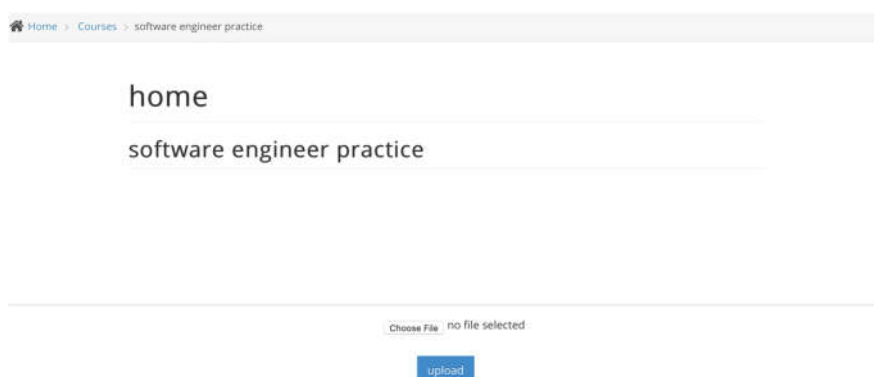 Home > Courses > software engineer practice
home
software engineer practice
Choose File no file selected
upload